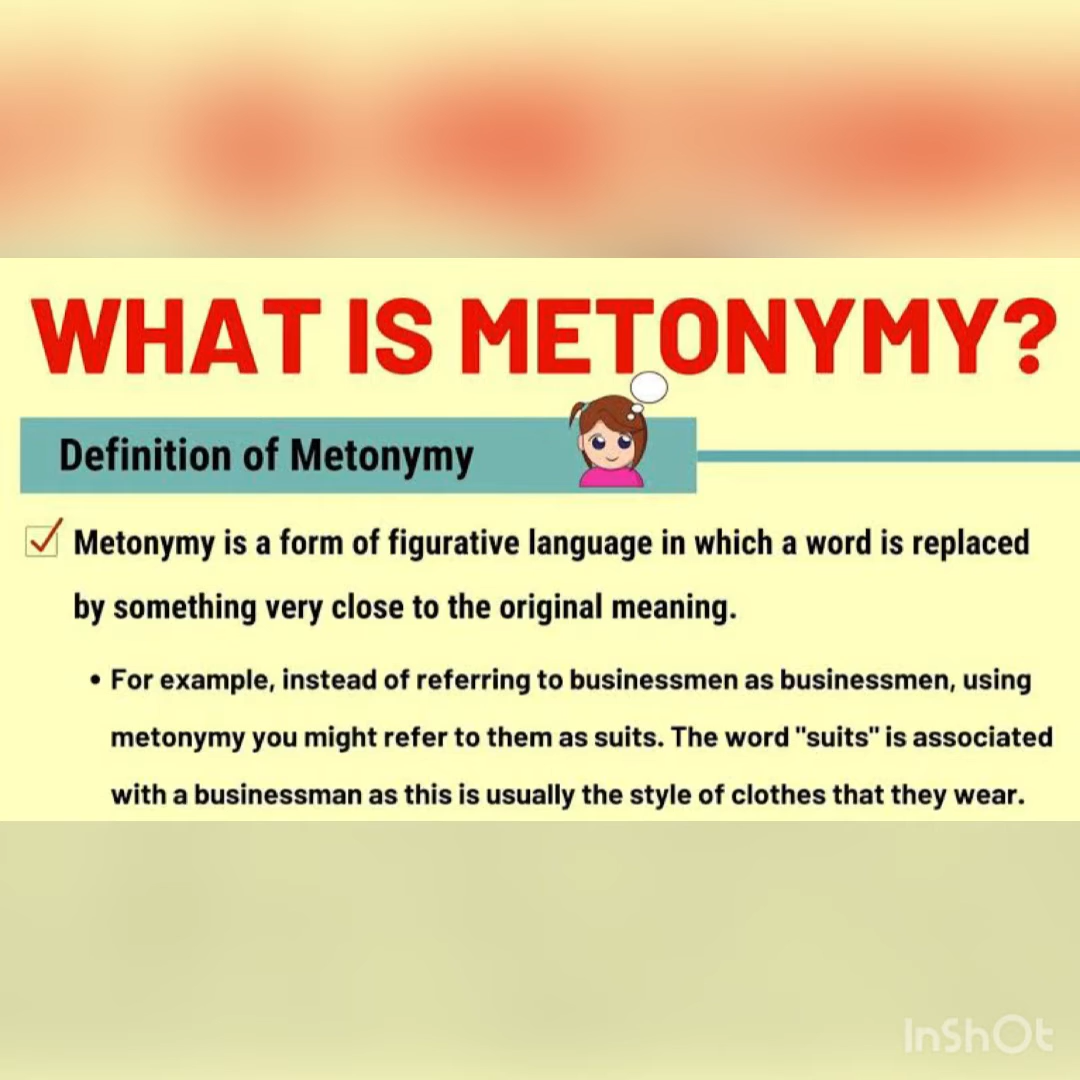 WHAT IS METONYMY?
Definition of Metonymy
Metonymy is a form of figurative language in which a word is replaced
by something very close to the original meaning.
• For example, instead of referring to businessmen as businessmen, using
metonymy you might refer to them as suits. The word "suits" is associated
with a businessman as this is usually the style of clothes that they wear.
InShOt